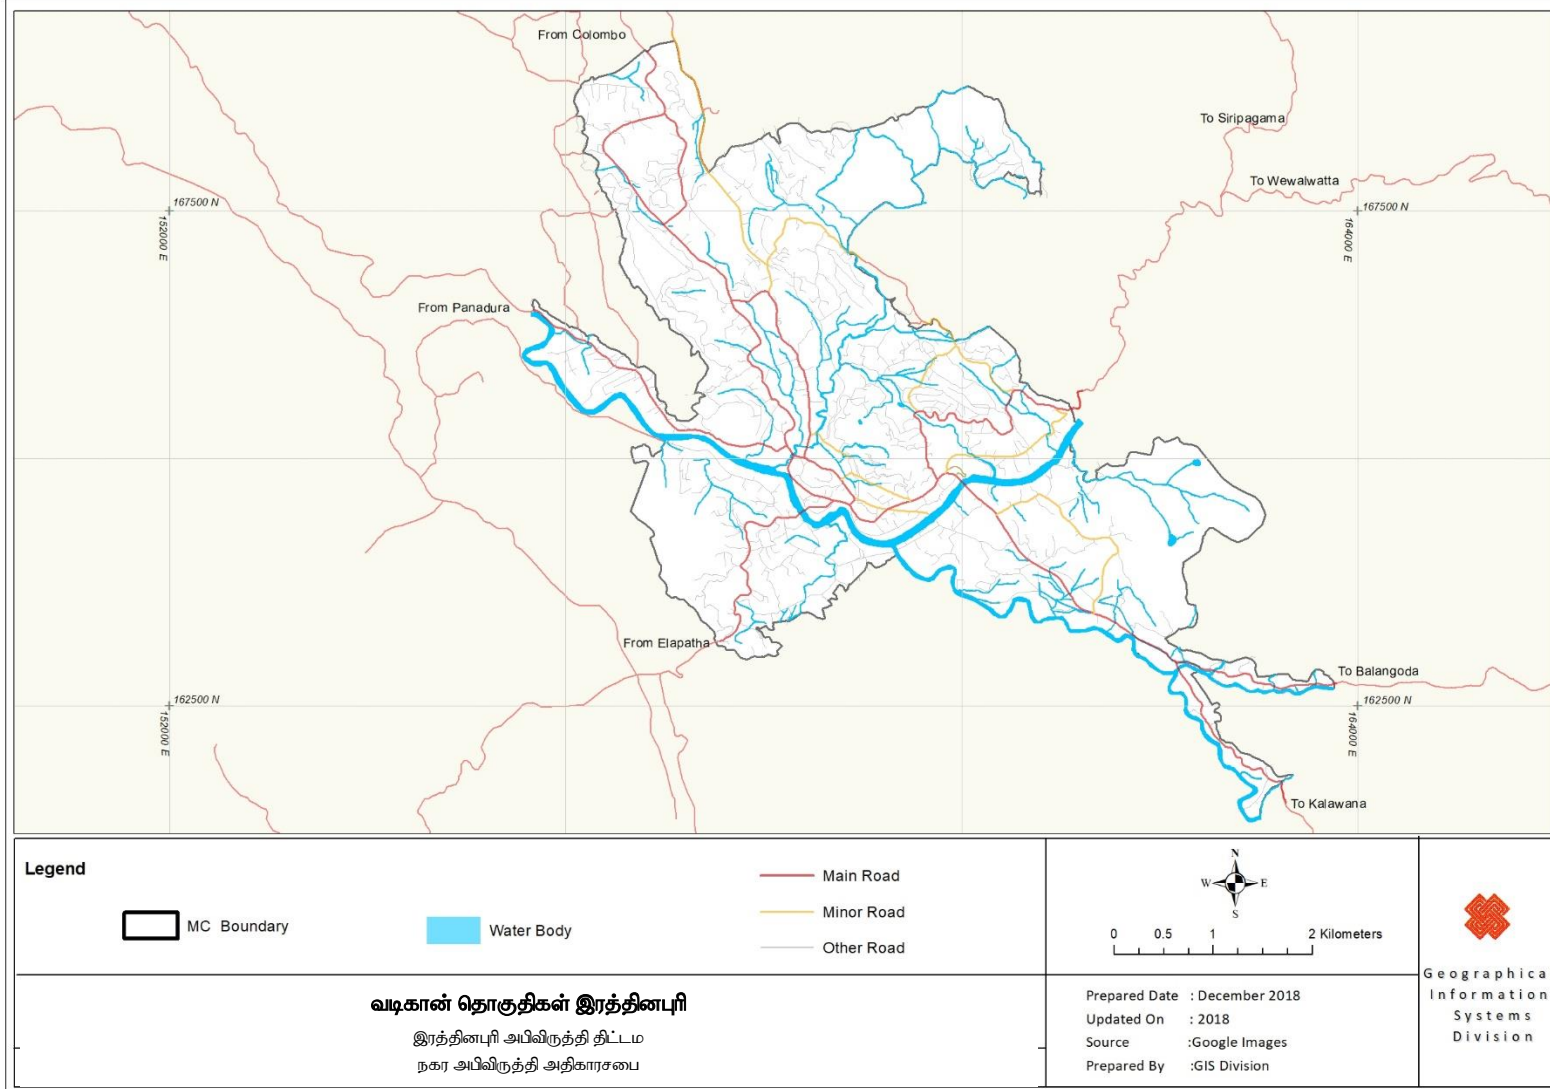 From Colombo
To Siripagama
To Wewalwatta
167500 N
167500 N
152000 E
164000 E
From Panadura
From Elapatha
To Balangoda
162500 N
162500 N
152000 E
164000 E
To Kalawana
Legend
MC Boundary
Water Body
Main Road
Minor Road
Other Road
N
W E
S
0 0.5 1 2 Kilometers
வடிகான் தொகுதிகள் இரத்தினபுரி
இரத்தினபுரி அபிவிருத்தி திட்டம
நகர அபிவிருத்தி அதிகாரசபை
Prepared Date : December 2018
Updated On : 2018
Source :Google Images
Prepared By :GIS Division
Geographica
Information
Systems
Division